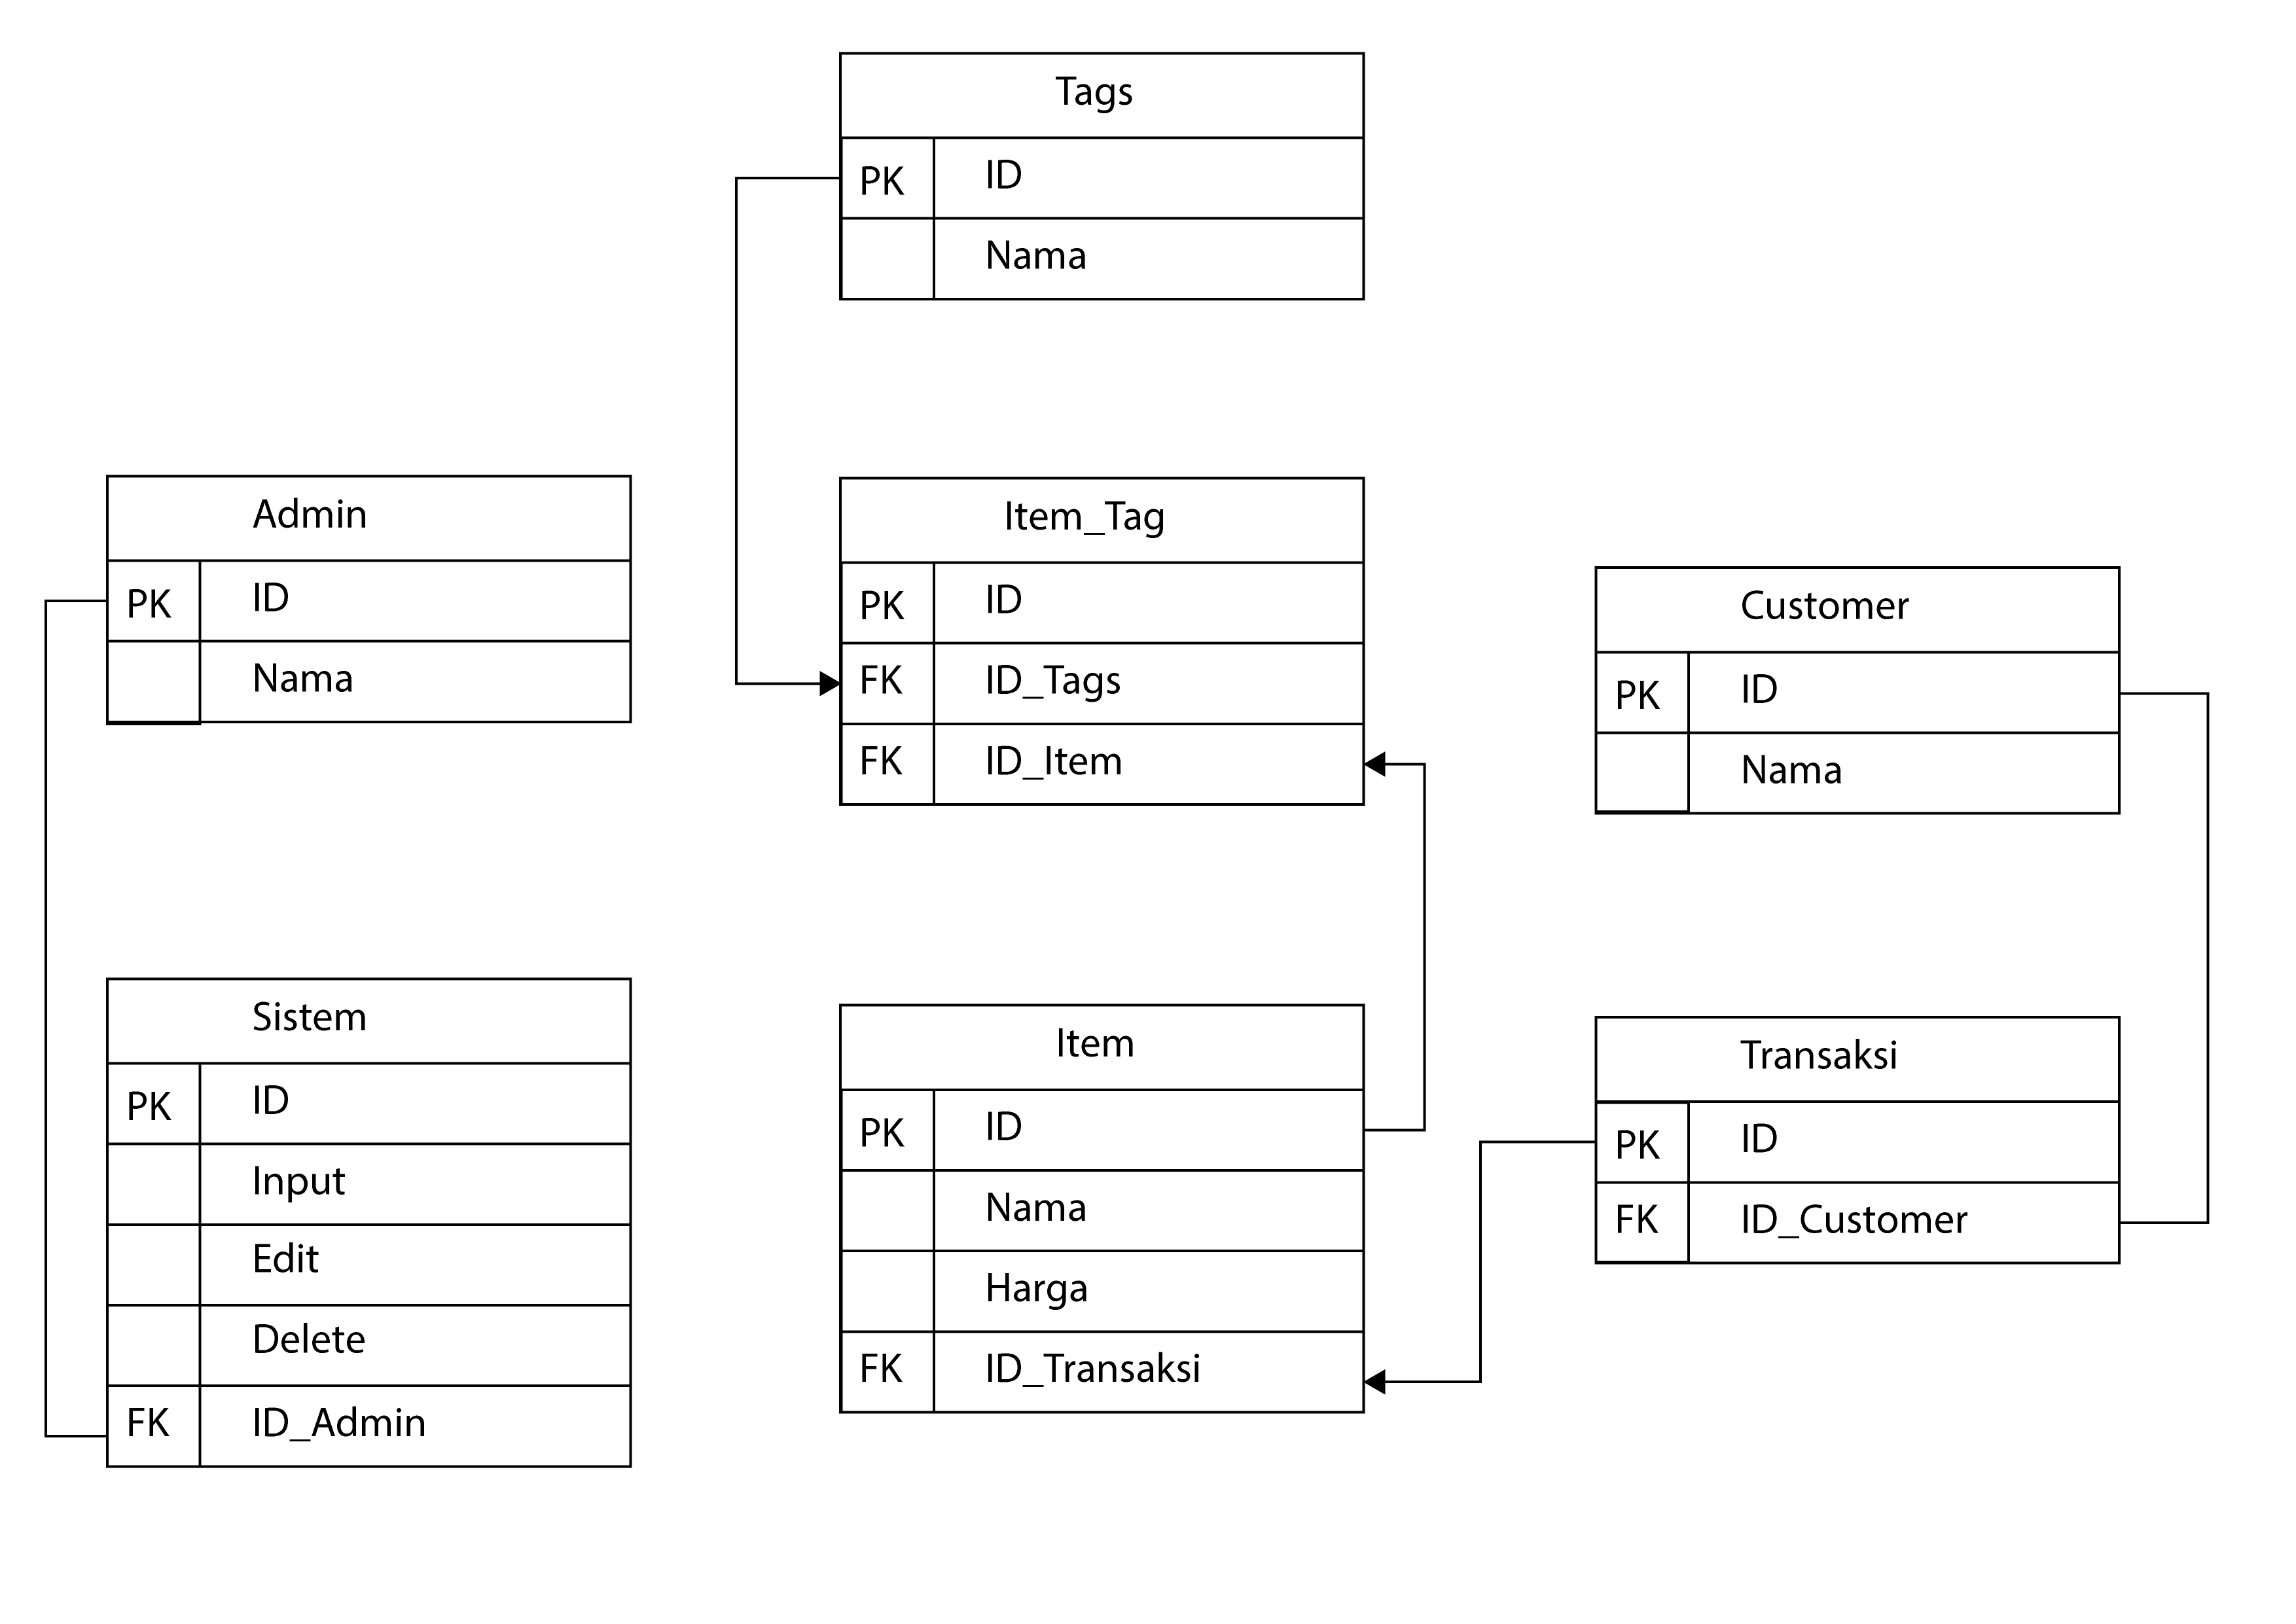 Tags
PK ID
Nama
Admin
PK ID
Nama
Item_Tag
PK ID
FK ID_Tags
FK ID_Item
Customer
PK ID
Nama
Sistem
PK ID
Input
Edit
Delete
FK ID_Admin
Item
PK ID
Nama
Harga
FK ID_Transaksi
Transaksi
PK ID
FK ID_Customer